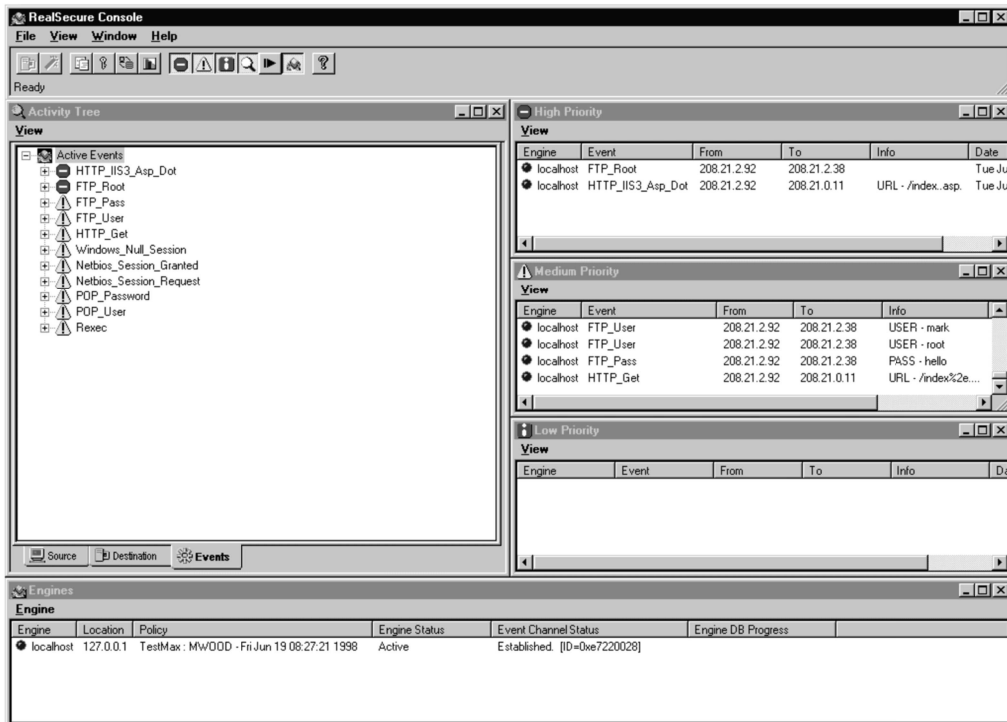 RealSecure Console
File View Window Help
Ready
Activity Tree
View
Active Events
HTTP_IIS3_Asp_Dot
FTP_Root
FTP_Pass
FTP_User
HTTP_Get
Windows_Null_Session
Netbios_Session_Granted
Netbios_Session_Request
POP_Password
POP_User
Rexec
Source Destination Events
High Priority
View
Engine Event From To Info Date
localhost FTP_Root 208.21.2.92 208.21.2.38 Tue Ju
localhost HTTP_IIS3_Asp_Dot 208.21.2.92 208.21.0.11 URL - /index..asp. Tue Ju
Medium Priority
View
Engine Event From To Info
localhost FTP_User 208.21.2.92 208.21.2.38 USER - mark
localhost FTP_User 208.21.2.92 208.21.2.38 USER - root
localhost FTP_Pass 208.21.2.92 208.21.2.38 PASS - hello
localhost HTTP_Get 208.21.2.92 208.21.0.11 URL - /index%2e....
Low Priority
View
Engine Event From To Info Da
Engines
Engine
Engine Location Policy Engine Status Event Channel Status Engine DB Progress
localhost 127.0.0.1 TestMax : MWOOD - Fri Jun 19 08:27:21 1998 Active Established. [ID=0xe7220028]